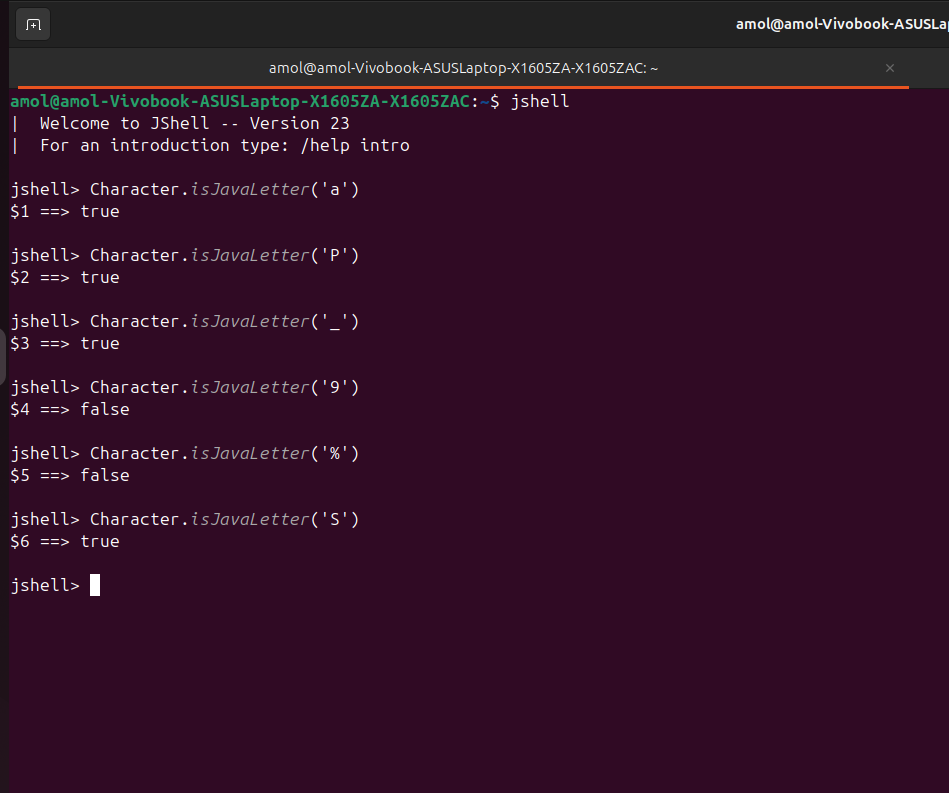 amol@amol-Vivobook-ASUSLap
amol@amol-Vivobook-ASUSLaptop-X1605ZA-X1605ZAC: ~
amol@amol-Vivobook-ASUSLaptop-X1605ZA-X1605ZAC:~$ jshell
|  Welcome to JShell -- Version 23
|  For an introduction type: /help intro
jshell> Character.isJavaLetter('a')
$1 ==> true
jshell> Character.isJavaLetter('P')
$2 ==> true
jshell> Character.isJavaLetter('_')
$3 ==> true
jshell> Character.isJavaLetter('9')
$4 ==> false
jshell> Character.isJavaLetter('%')
$5 ==> false
jshell> Character.isJavaLetter('S')
$6 ==> true
jshell>